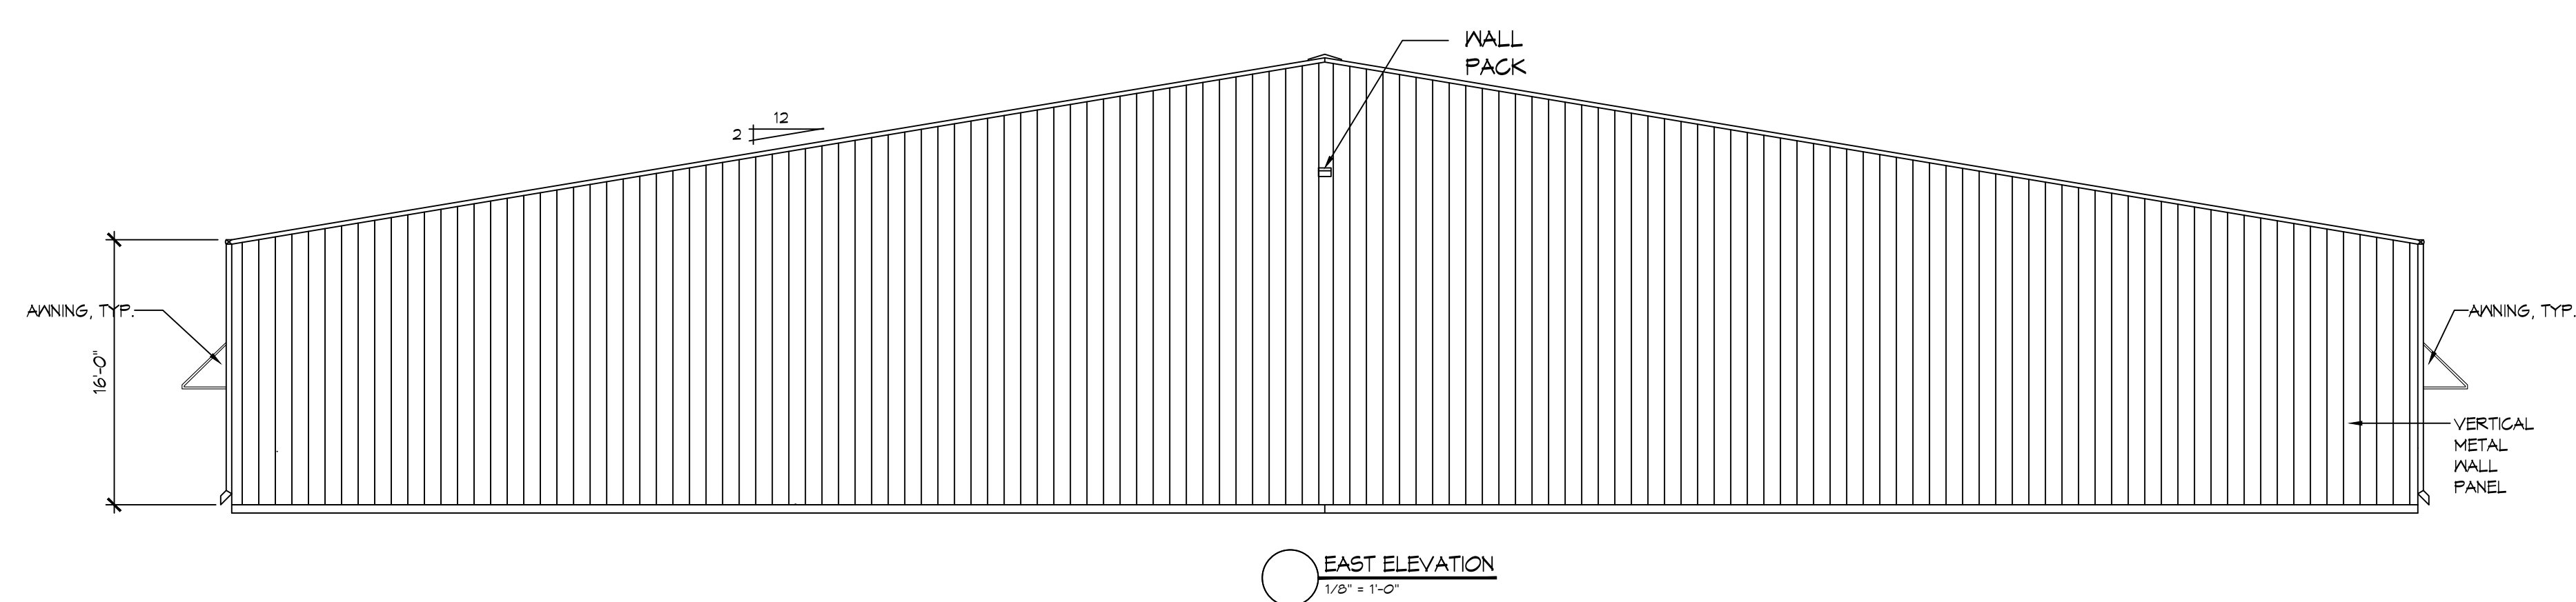 WALL
PACK
12
2
AWNING, TYP.
AWNING, TYP.
16'-0"
VERTICAL
METAL
WALL
PANEL
EAST ELEVATION
1/8" = 1'-0"